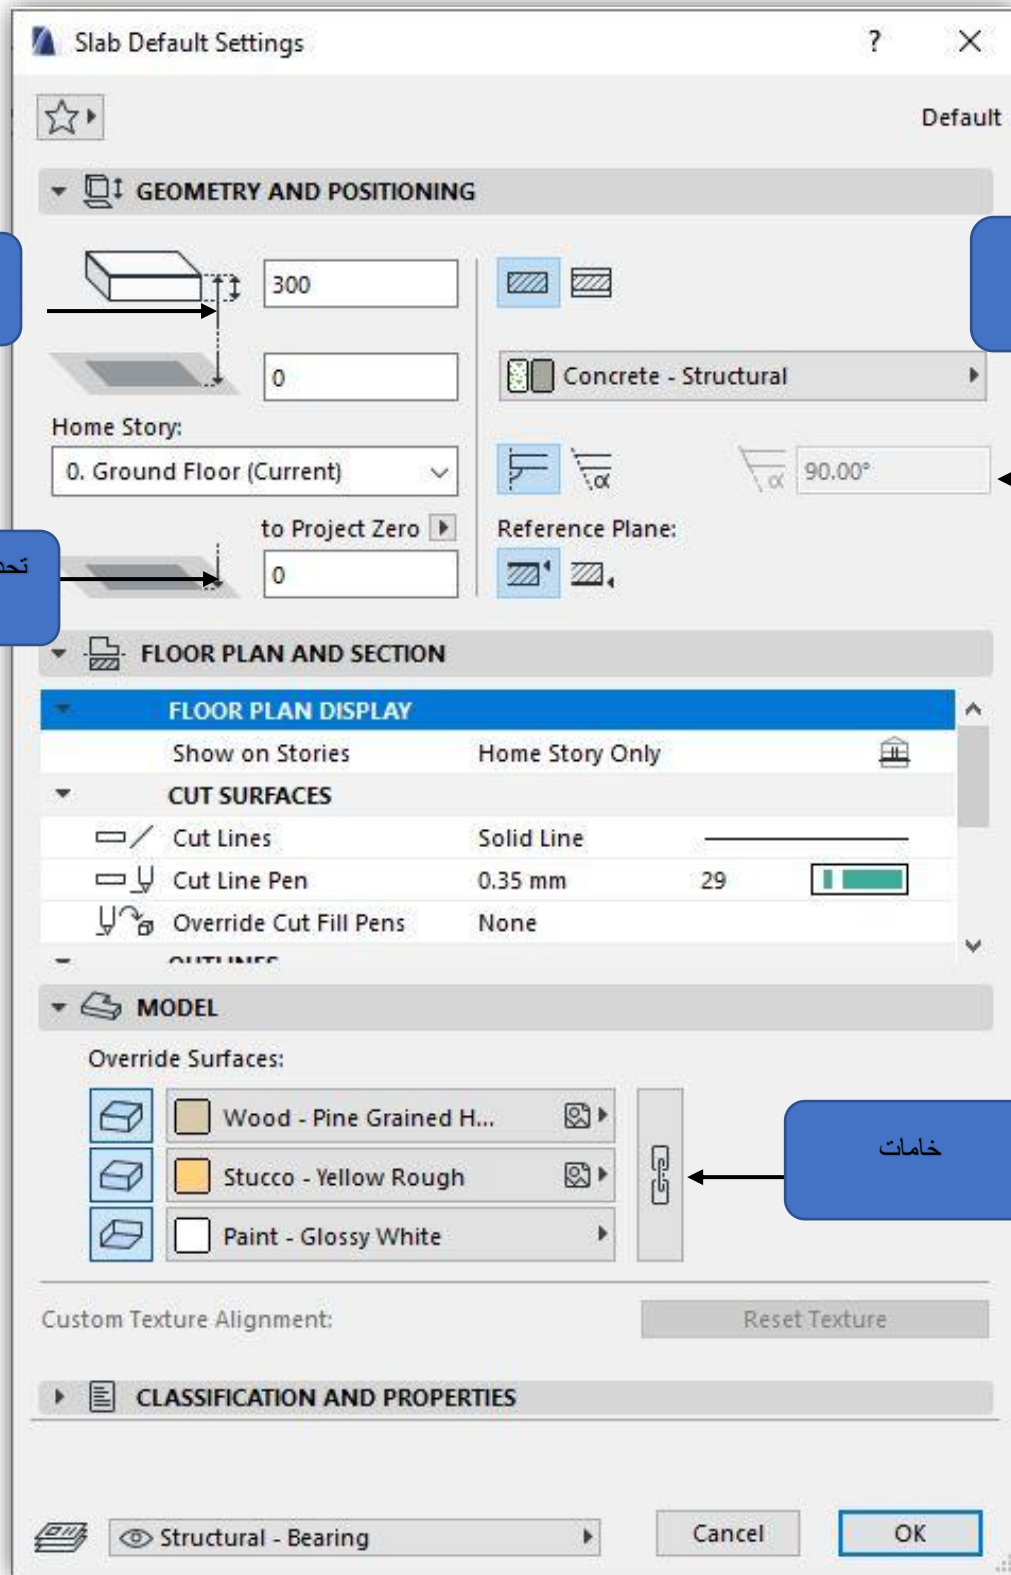 Slab Default Settings ? ×
Default
GEOMETRY AND POSITIONING
300
0
Concrete - Structural
Home Story:
0. Ground Floor (Current)
α
α 90.00°
to Project Zero
Reference Plane:
0
FLOOR PLAN AND SECTION
FLOOR PLAN DISPLAY
Show on Stories Home Story Only
CUT SURFACES
Cut Lines Solid Line
Cut Line Pen 0.35 mm 29
Override Cut Fill Pens None
OUTLINES
MODEL
Override Surfaces:
Wood - Pine Grained H...
Stucco - Yellow Rough
خامات
Paint - Glossy White
Custom Texture Alignment: Reset Texture
CLASSIFICATION AND PROPERTIES
Structural - Bearing Cancel OK